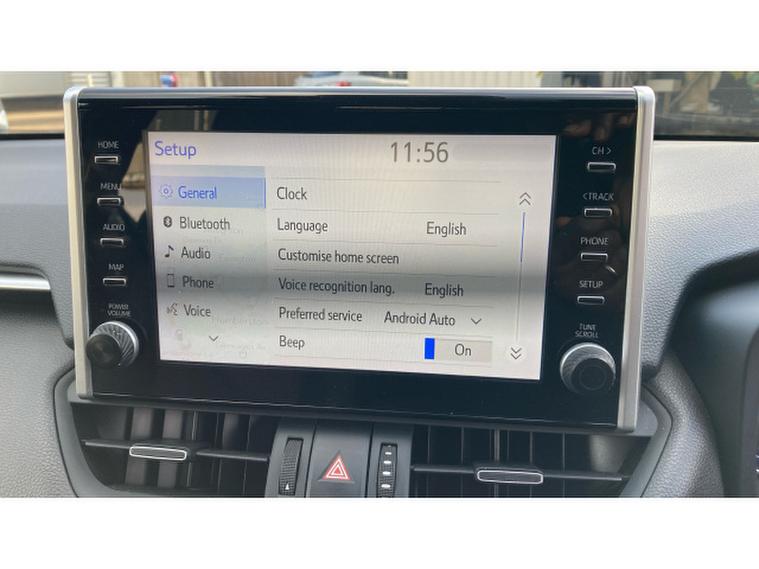 HOME
MENU
AUDIO
MAP
POWER
VOLUME
Setup 11:56
General
Bluetooth
Audio
Phone
Voice
Clock
Language English
Customise home screen
Voice recognition lang. English
Preferred service Android Auto
Beep On
CH >
< TRACK
PHONE
SETUP
TUNE
SCROLL